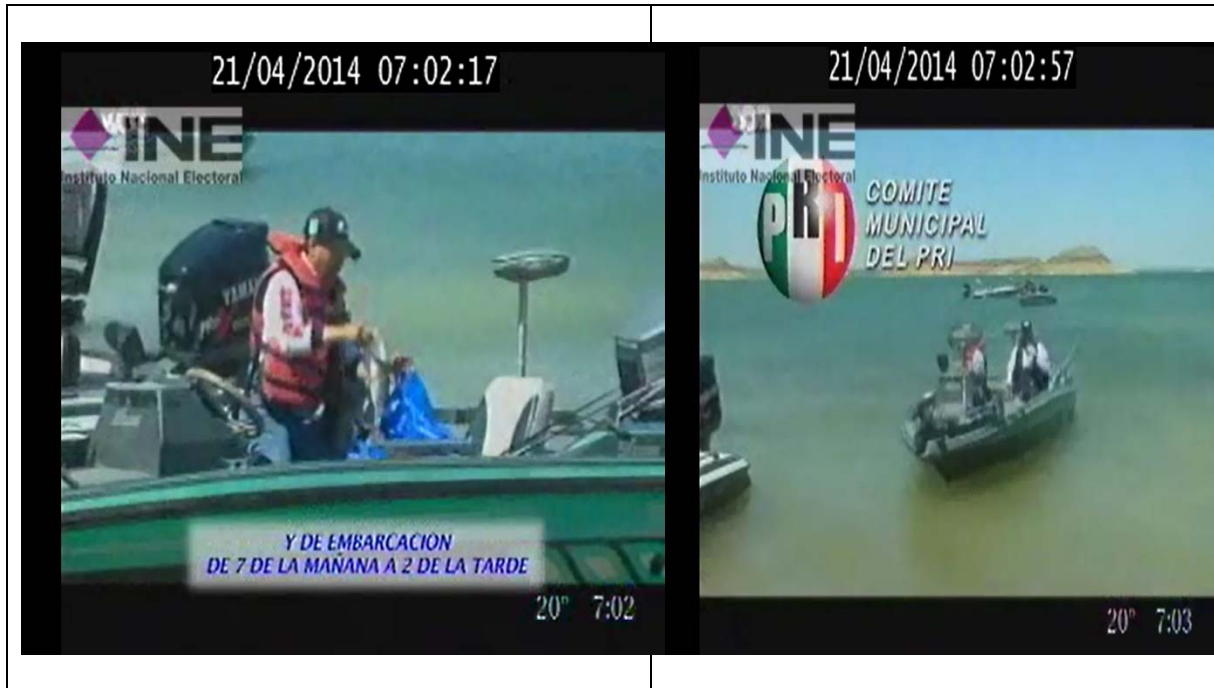 21/04/2014 07:02:17
INE
Instituto Nacional Electoral
YAMA
Y DE EMBARCACION
DE 7 DE LA MAÑANA A 2 DE LA TARDE
20° 7:02
21/04/2014 07:02:57
INE
Instituto Nacional Electoral
PRI
COMITE
MUNICIPAL
DEL PRI
20° 7:03